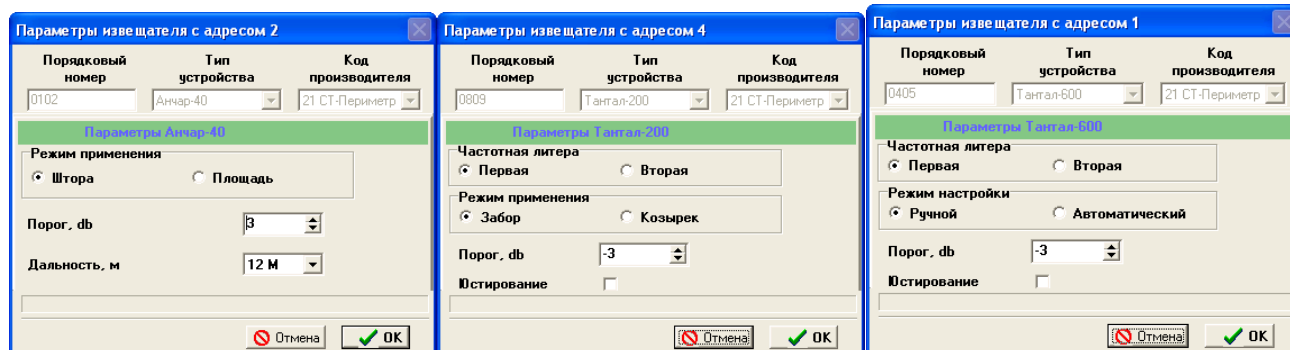 Параметры извещателя с адресом 2
Порядковый номер
Тип устройства
Код производителя
0102
Анчар-40
21 СТ-Периметр
Параметры Анчар-40
Режим применения
Штора
Площадь
Порог, db
3
Дальность, м
12 М
Отмена
OK
Параметры извещателя с адресом 4
Порядковый номер
Тип устройства
Код производителя
0809
Тантал-200
21 СТ-Периметр
Параметры Тантал-200
Частотная литера
Первая
Вторая
Режим применения
Забор
Козырек
Порог, db
-3
Юстирование
Отмена
OK
Параметры извещателя с адресом 1
Порядковый номер
Тип устройства
Код производителя
0405
Тантал-600
21 СТ-Периметр
Параметры Тантал-600
Частотная литера
Первая
Вторая
Режим настройки
Ручной
Автоматический
Порог, db
-3
Юстирование
Отмена
OK